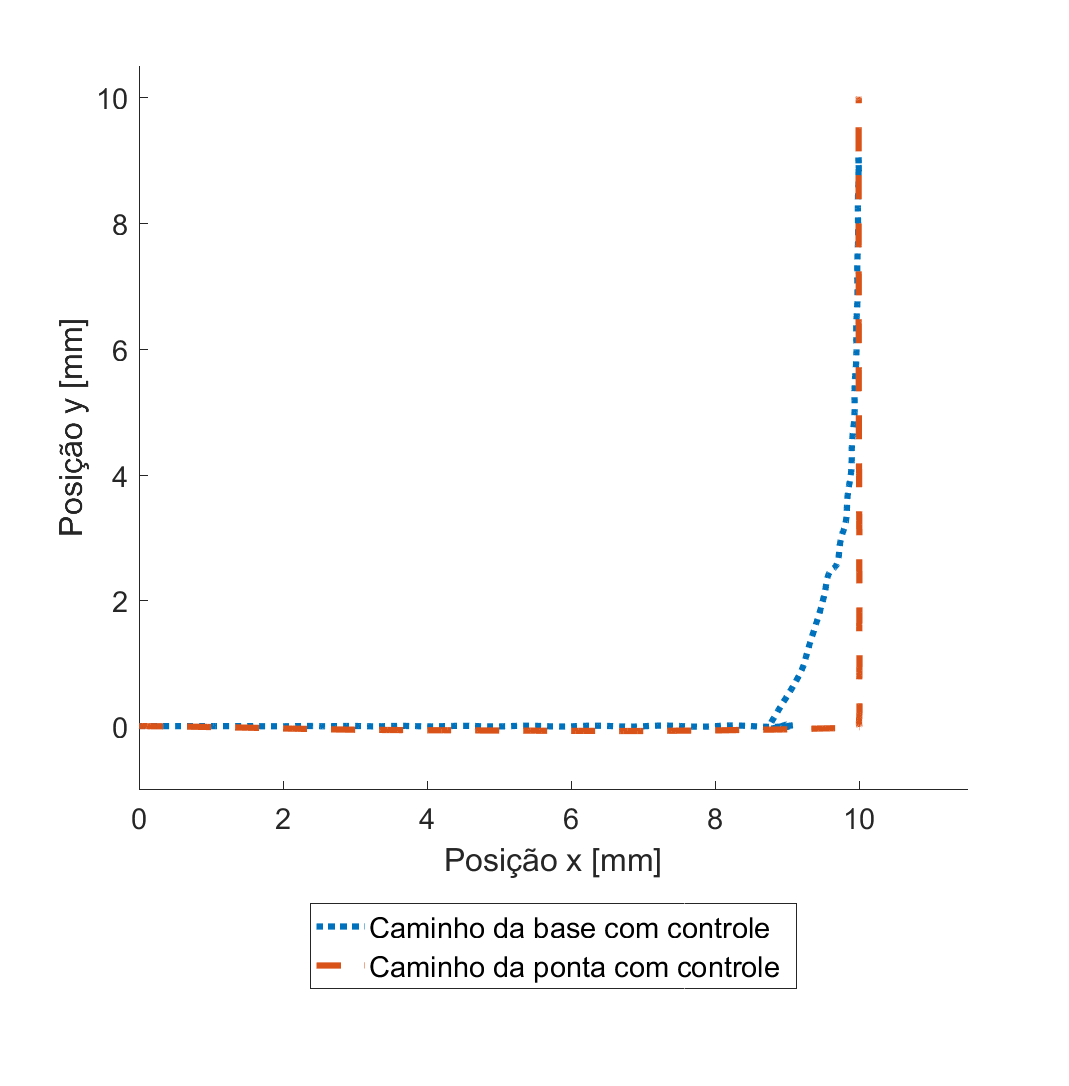 10
8
6
4
2
0
Posição y [mm]
0 2 4 6 8 10
Posição x [mm]
Caminho da base com controle
Caminho da ponta com controle